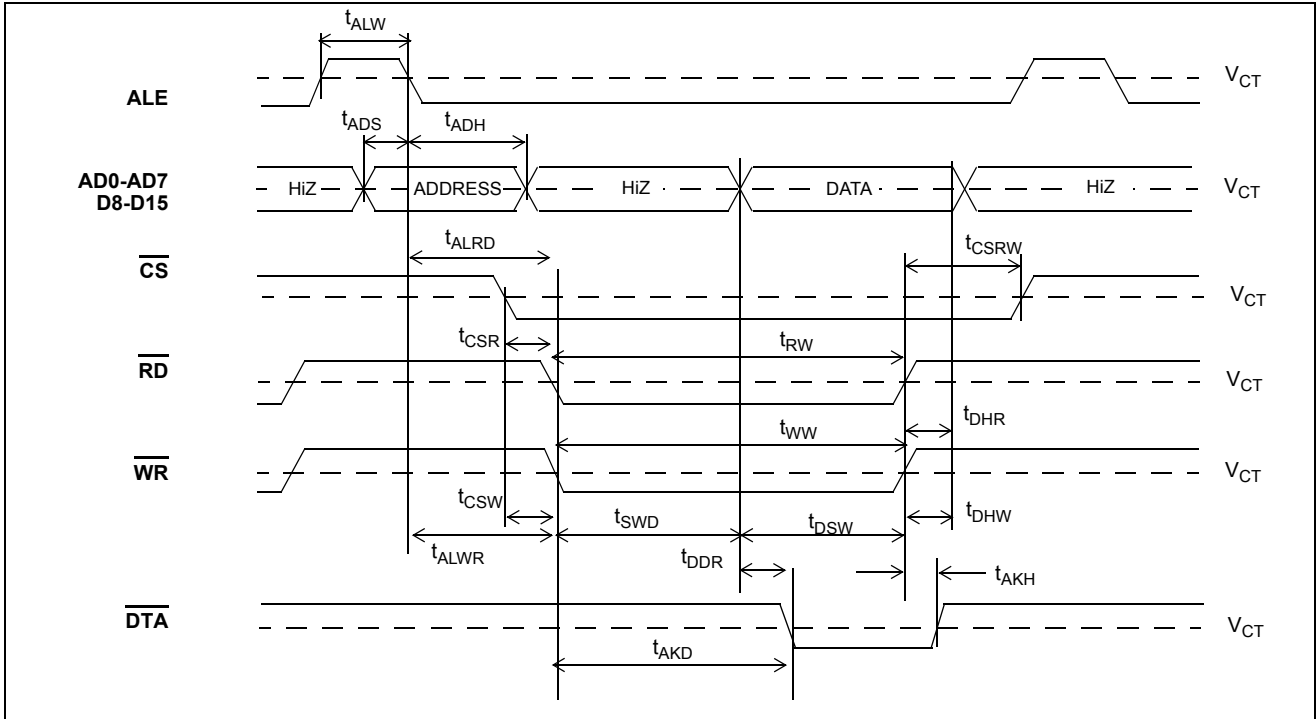 tALW
ALE
VCT
tADS
tADH
AD0-AD7
D8-D15
HiZ
ADDRESS
HiZ
DATA
HiZ
VCT
tALRD
tCSRW
CS
VCT
tCSR
tRW
RD
VCT
tWW
tDHR
WR
VCT
tCSW
tSWD
tDSW
tDHW
tALWR
tDDR
tAKH
DTA
VCT
tAKD